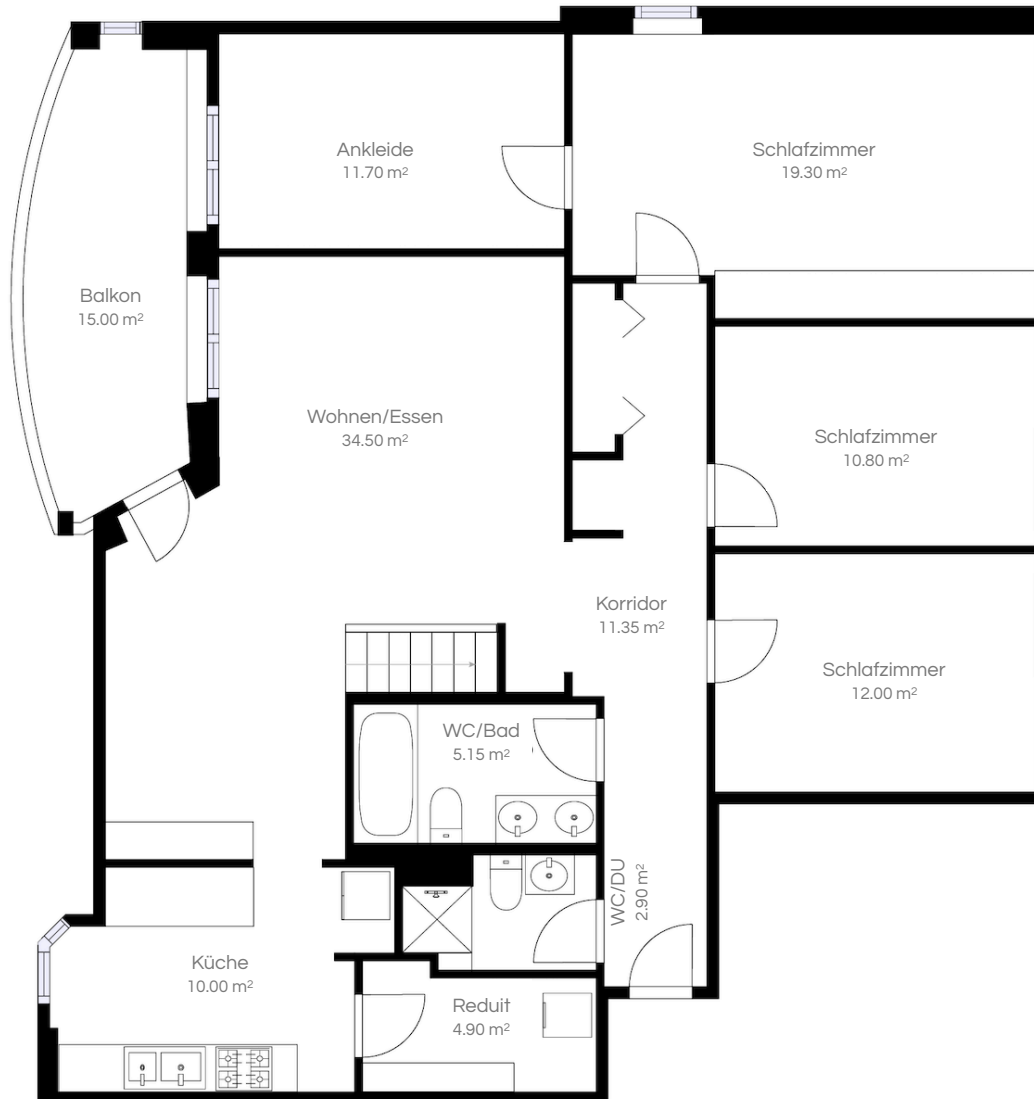 Ankleide
11.70 m²
Schlafzimmer
19.30 m²
Balkon
15.00 m²
Wohnen/Essen
34.50 m²
Schlafzimmer
10.80 m²
Korridor
11.35 m²
Schlafzimmer
12.00 m²
WC/Bad
5.15 m²
WC/DU
2.90 m²
Küche
10.00 m²
Reduit
4.90 m²